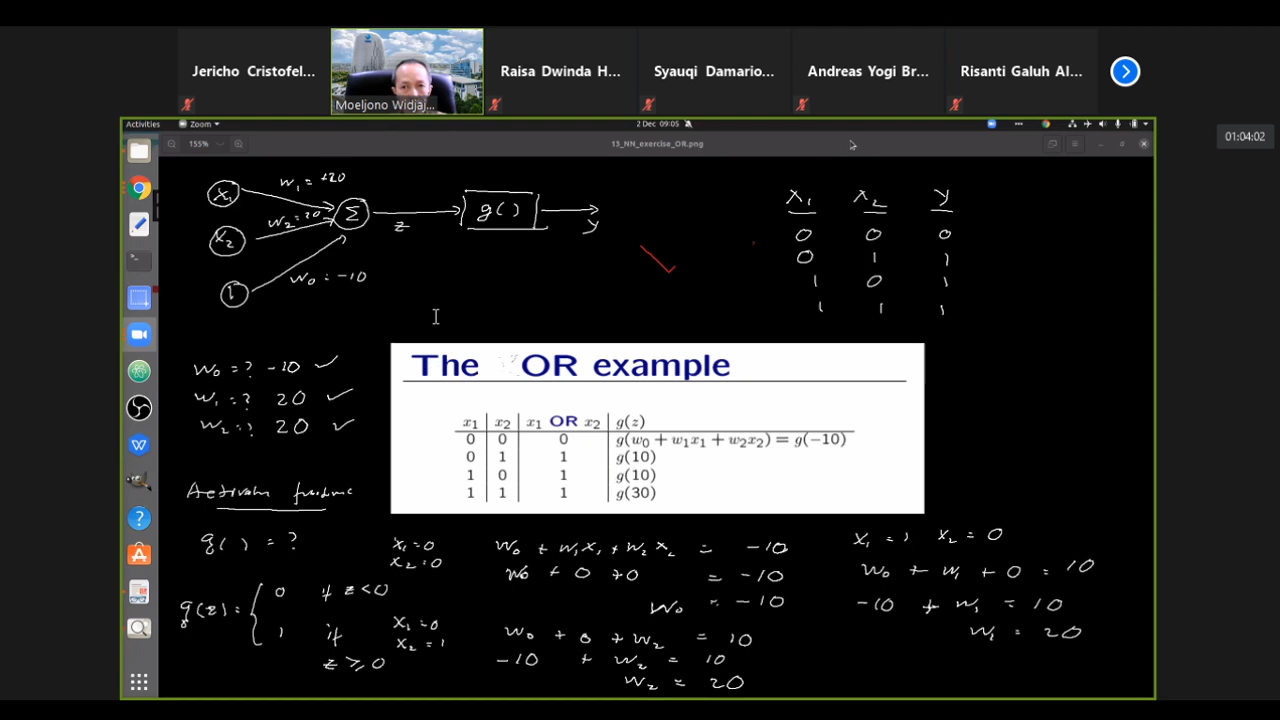 Jericho Cristofel...
Moeljono Widjaj...
Raisa Dwinda H...
Syauqi Damario...
Andreas Yogi Br...
Risanti Galuh Al...
01:04:02
Activities Zoom 2 Dec 09:05
155% 13_NN_exercise_OR.png
x1 w1 = +20
x2 w2 = 20 Σ z g() y
1 w0 = -10
x1 x2 y
0 0 0
0 1 1
1 0 1
1 1 1
w0 = ? -10 ✓
w1 = ? 20 ✓
w2 = ? 20 ✓
The OR example
x1 x2 x1 OR x2 g(z)
0 0 0 g(w0 + w1x1 + w2x2) = g(−10)
0 1 1 g(10)
1 0 1 g(10)
1 1 1 g(30)
g( ) = ?
g(z) = { 0 if z < 0
1 if
z ≥ 0
x1 = 0
x2 = 0
w0 + w1x1 + w2x2 = -10
w0 + 0 + 0 = -10
w0 = -10
x1 = 0
x2 = 1
w0 + 0 + w2 = 10
-10 + w2 = 10
w2 = 20
x1 = 1 x2 = 0
w0 + w1 + 0 = 10
-10 + w1 = 10
w1 = 20